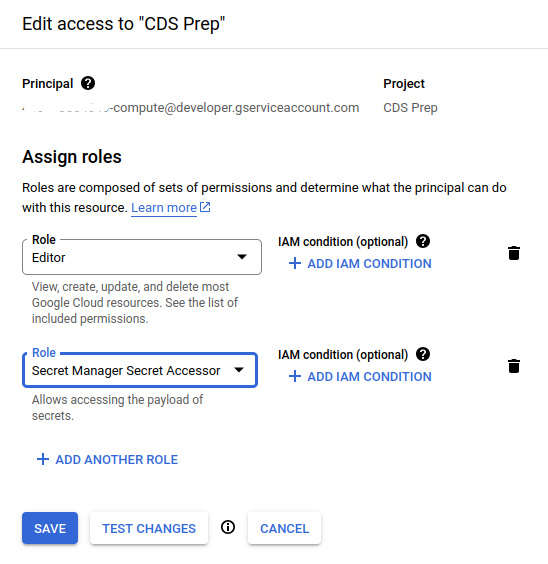 Edit access to "CDS Prep"
Principal
Project
-compute@developer.gserviceaccount.com
CDS Prep
Assign roles
Roles are composed of sets of permissions and determine what the principal can do
with this resource. Learn more
Role
Editor
IAM condition (optional)
ADD IAM CONDITION
View, create, update, and delete most
Google Cloud resources. See the list of
included permissions.
Role
Secret Manager Secret Accessor
IAM condition (optional)
ADD IAM CONDITION
Allows accessing the payload of
secrets.
ADD ANOTHER ROLE
SAVE
TEST CHANGES
CANCEL